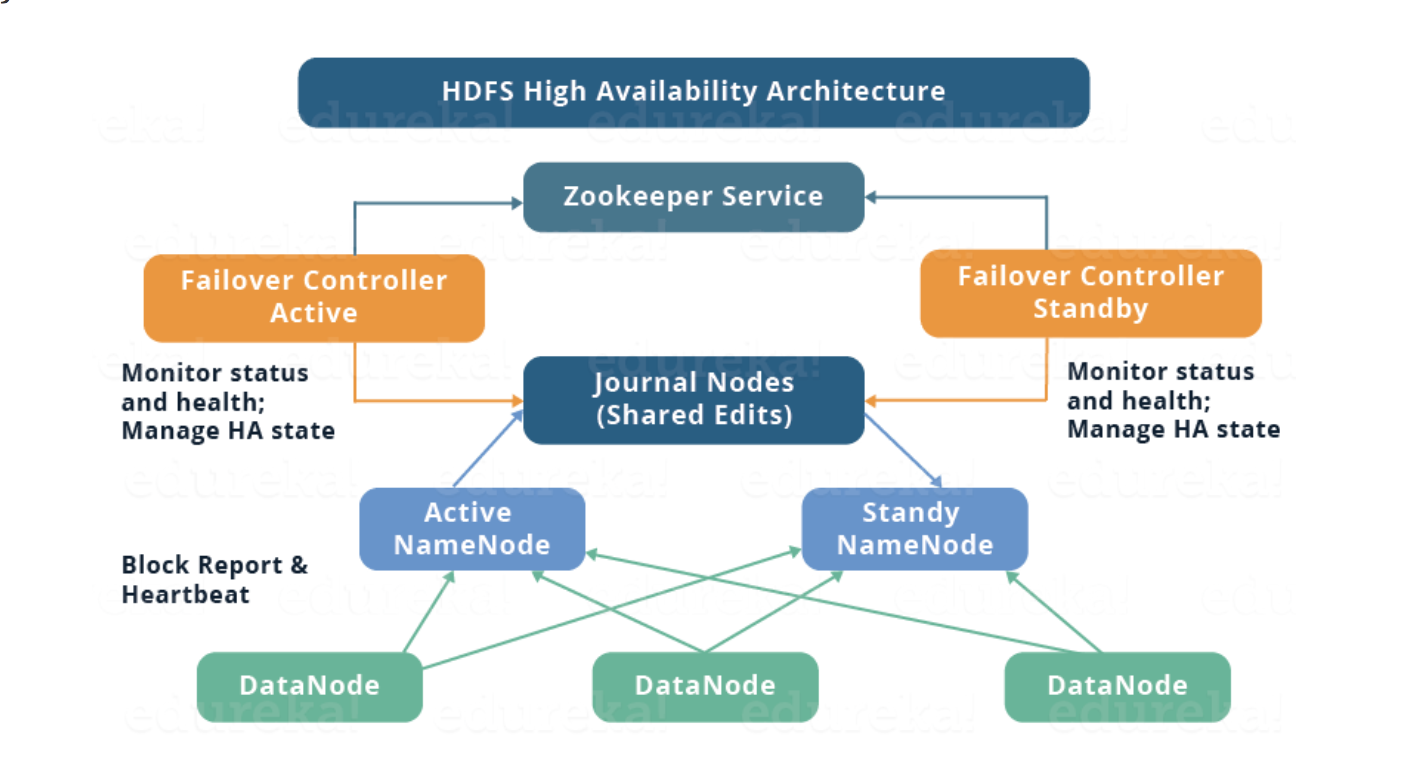 HDFS High Availability Architecture
Zookeeper Service
Failover Controller
Active
Failover Controller
Standby
Monitor status
and health;
Manage HA state
Journal Nodes
(Shared Edits)
Monitor status
and health;
Manage HA state
Active
NameNode
Standy
NameNode
Block Report &
Heartbeat
DataNode
DataNode
DataNode
edureka!